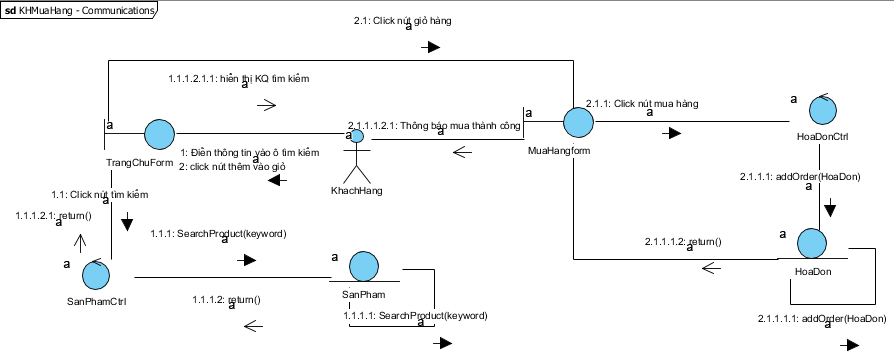 sd KHMuaHang - Communications
2.1: Click nút giỏ hàng
a
1.1.1.2.1.1: hiển thị KQ tìm kiếm
a
2.1.1: Click nút mua hàng
a
a
a
a
HoaDonCtrl
2.1.1.1.2.1: Thông báo mua thành công
a
TrangChuForm
1: Điền thông tin vào ô tìm kiếm
a
2: click nút thêm vào giỏ
MuaHangform
KhachHang
2.1.1.1: addOrder(HoaDon)
a
1.1: Click nút tìm kiếm
a
1.1.1.2.1: return()
a
1.1.1: SearchProduct(keyword)
a
2.1.1.1.2: return()
a
a
HoaDon
a
SanPhamCtrl
a
SanPham
1.1.1.2: return()
a
1.1.1.1: SearchProduct(keyword)
a
2.1.1.1.1: addOrder(HoaDon)
a